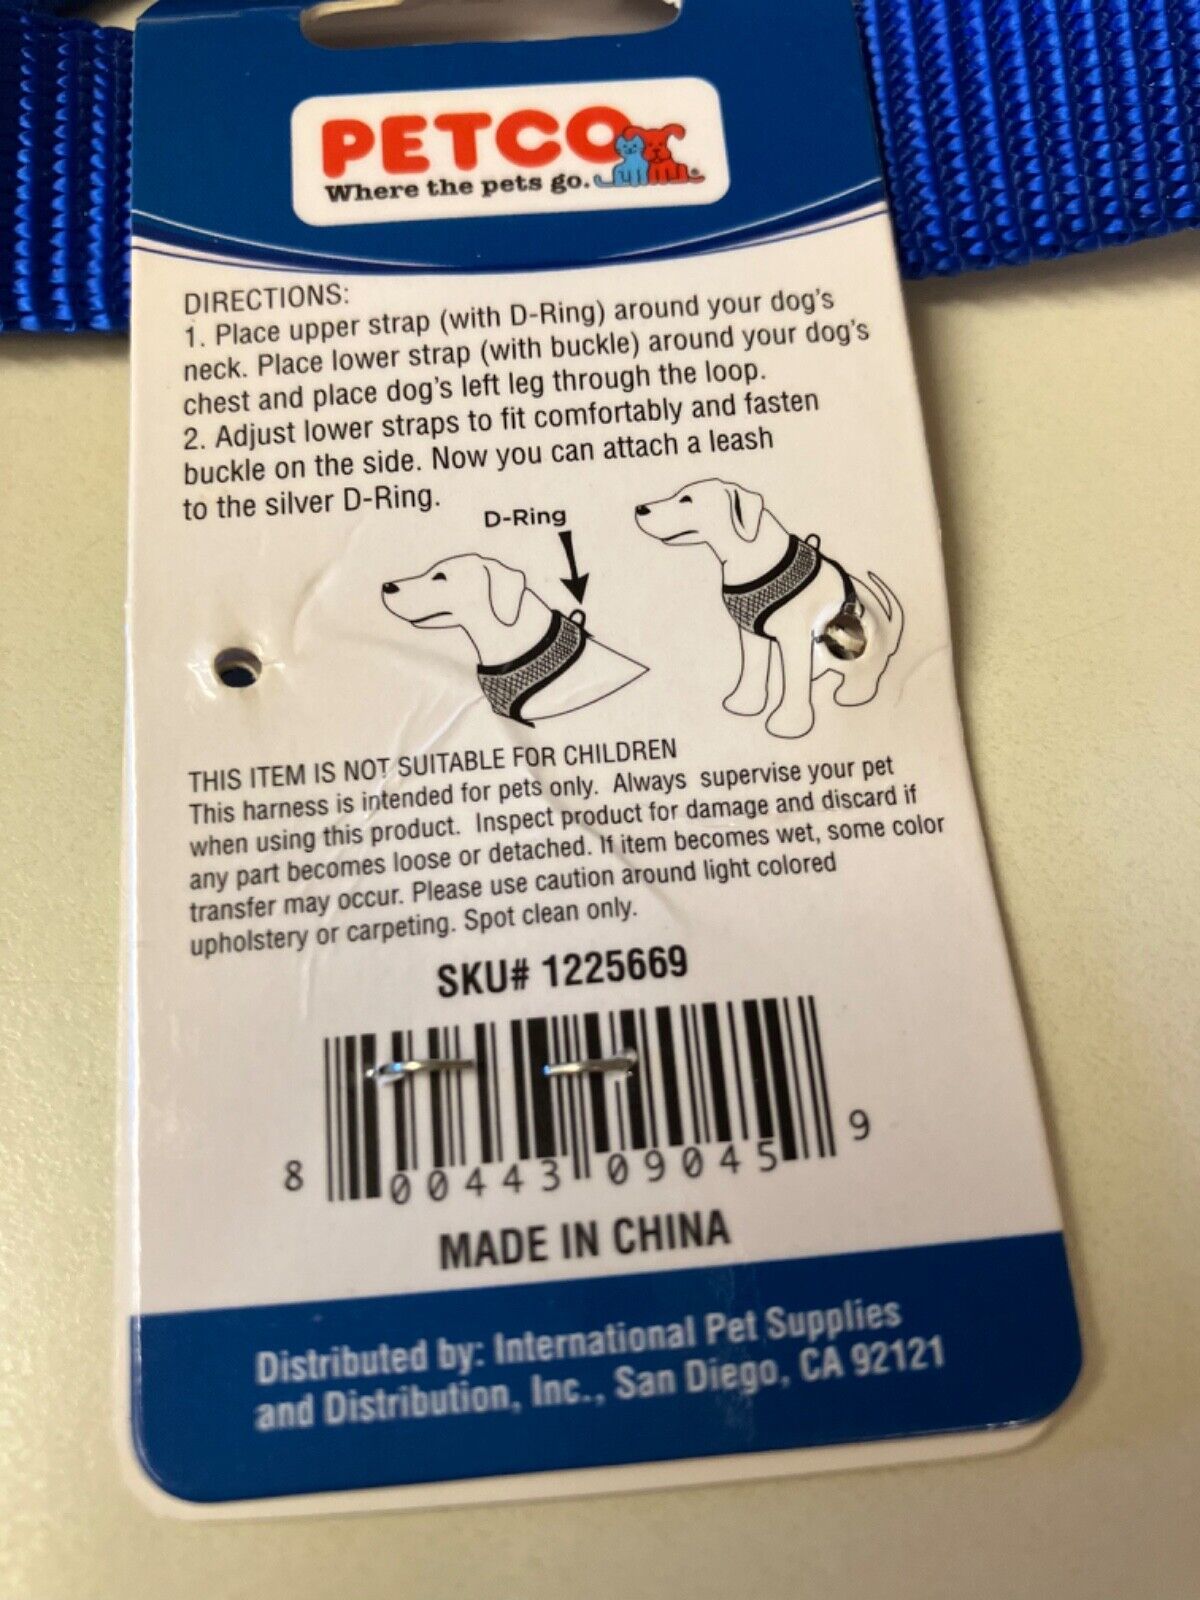 PETCO
Where the pets go.
DIRECTIONS:
1. Place upper strap (with D-Ring) around your dog's
neck. Place lower strap (with buckle) around your dog's
chest and place dog's left leg through the loop.
2. Adjust lower straps to fit comfortably and fasten
buckle on the side. Now you can attach a leash
to the silver D-Ring.
D-Ring
THIS ITEM IS NOT SUITABLE FOR CHILDREN
This harness is intended for pets only. Always supervise your pet
when using this product. Inspect product for damage and discard if
any part becomes loose or detached. If item becomes wet, some color
transfer may occur. Please use caution around light colored
upholstery or carpeting. Spot clean only.
SKU# 1225669
8 00443 09045 9
MADE IN CHINA
Distributed by: International Pet Supplies
and Distribution, Inc., San Diego, CA 92121